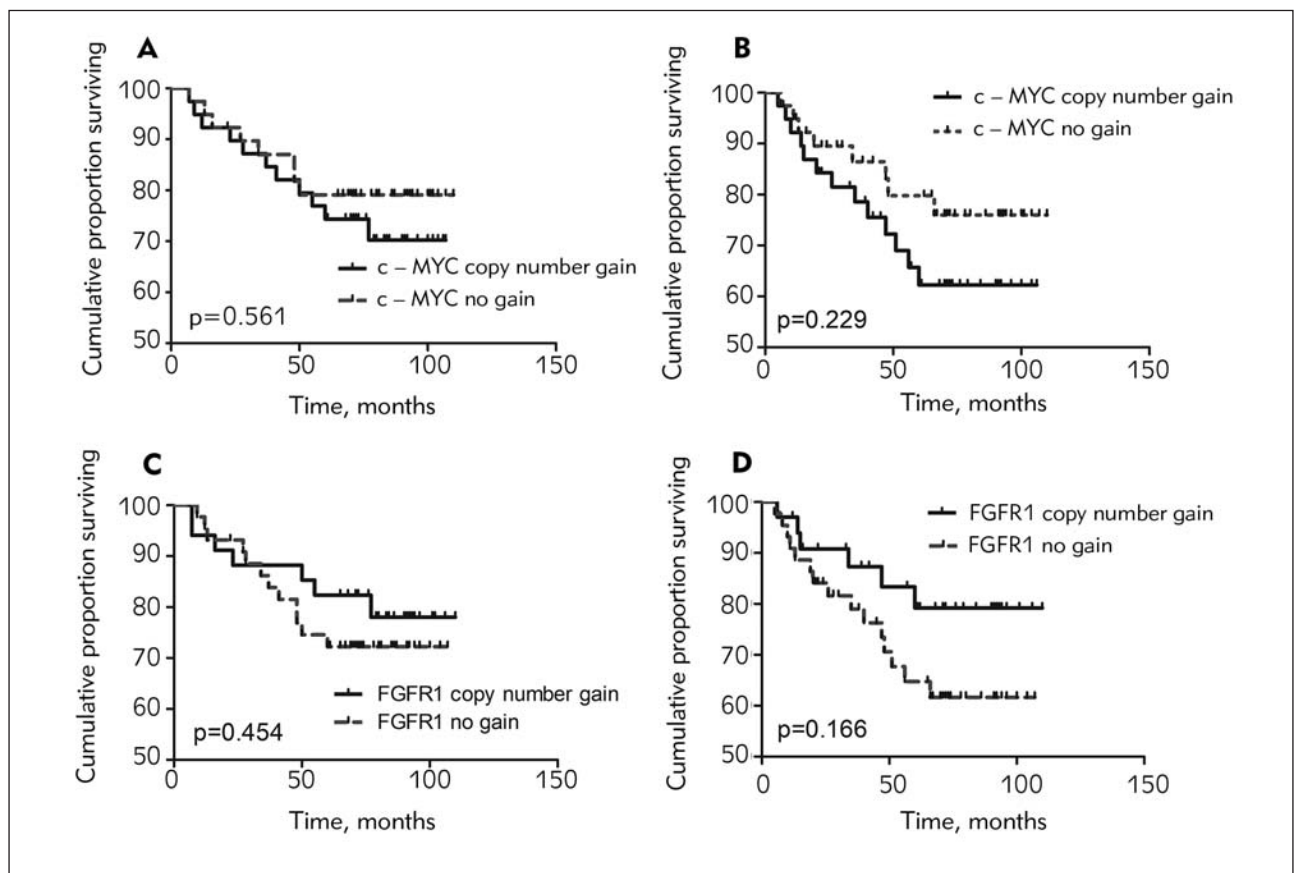 A
Cumulative proportion surviving
100
90
80
70
60
50
c – MYC copy number gain
c – MYC no gain
p=0.561
0
50
100
150
Time, months
B
Cumulative proportion surviving
100
90
80
70
60
50
c – MYC copy number gain
c – MYC no gain
p=0.229
0
50
100
150
Time, months
C
Cumulative proportion surviving
100
90
80
70
60
50
FGFR1 copy number gain
FGFR1 no gain
p=0.454
0
50
100
150
Time, months
D
Cumulative proportion surviving
100
90
80
70
60
50
FGFR1 copy number gain
FGFR1 no gain
p=0.166
0
50
100
150
Time, months